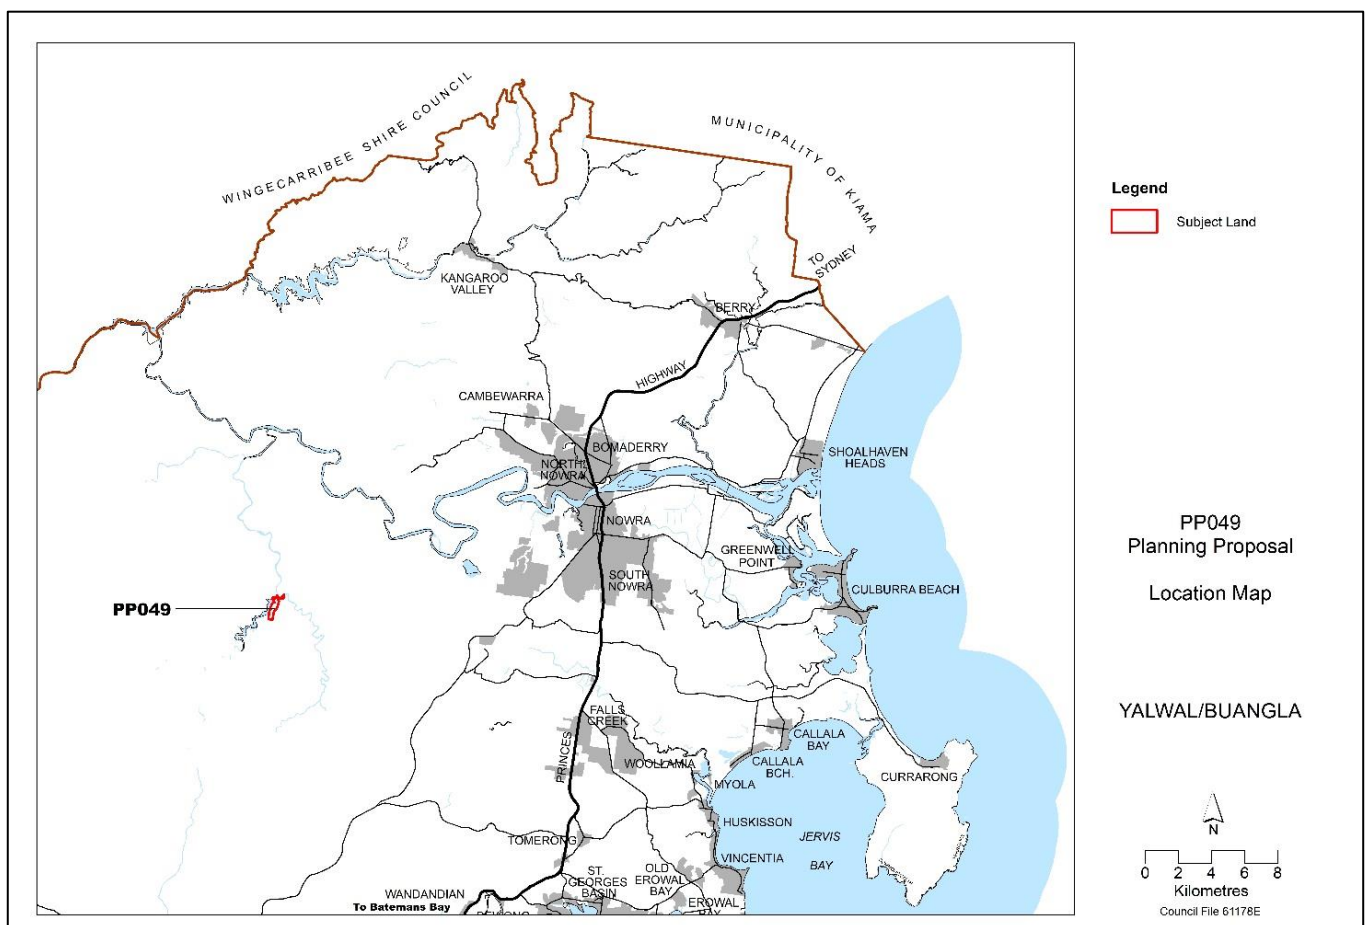 WINGECARRIBEE SHIRE COUNCIL
MUNICIPALITY OF KIAMA
TO
SYDNEY
KANGAROO
VALLEY
BERRY
HIGHWAY
CAMBEWARRA
BOMADERRY
NORTH
NOWRA
SHOALHAVEN
HEADS
NOWRA
GREENWELL
POINT
SOUTH
NOWRA
CULBURRA BEACH
PP049
FALLS
CREEK
PRINCES
WOOLLAMIA
CALLALA
BAY
CALLALA
BCH.
CURRARONG
MYOLA
HUSKISSON
JERVIS
BAY
TOMERONG
VINCENTIA
ST.
GEORGES
BASIN
OLD
EROWAL
BAY
WANDANDIAN
To Batemans Bay
EROWAL
Legend
Subject Land
PP049
Planning Proposal
Location Map
YALWAL/BUANGLA
N
0 2 4 6 8
Kilometres
Council File 61178E